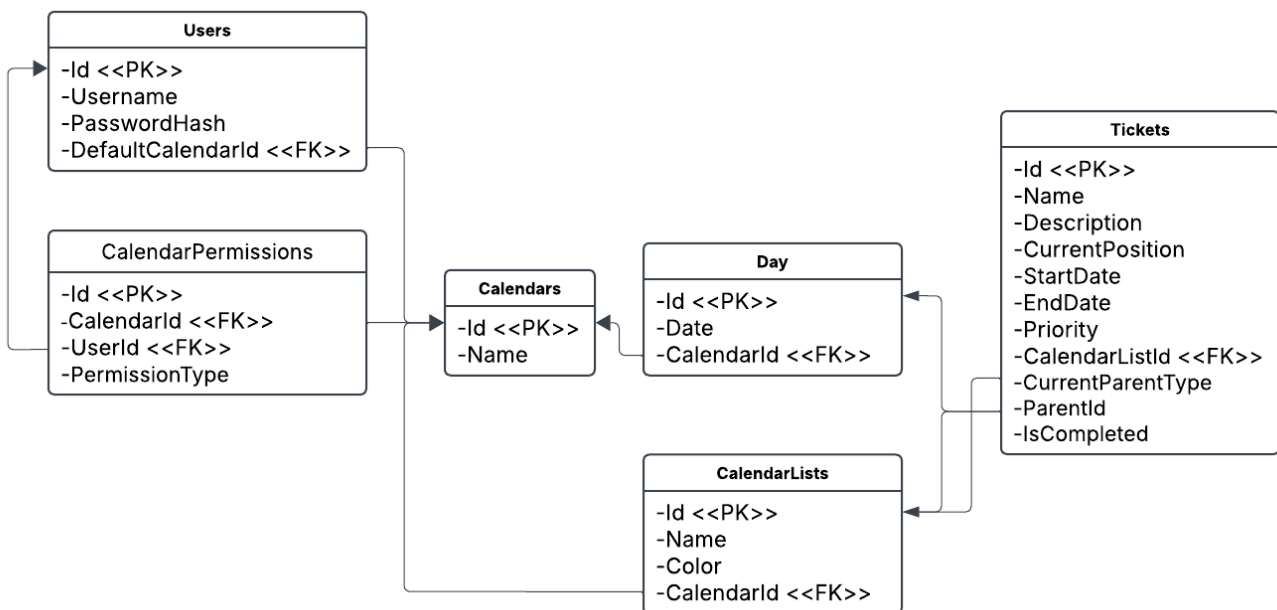 Users
-Id <<PK>>
-Username
-PasswordHash
-DefaultCalendarId <<FK>>
CalendarPermissions
-Id <<PK>>
-CalendarId <<FK>>
-UserId <<FK>>
-PermissionType
Calendars
-Id <<PK>>
-Name
Day
-Id <<PK>>
-Date
-CalendarId <<FK>>
CalendarLists
-Id <<PK>>
-Name
-Color
-CalendarId <<FK>>
Tickets
-Id <<PK>>
-Name
-Description
-CurrentPosition
-StartDate
-EndDate
-Priority
-CalendarListId <<FK>>
-CurrentParentType
-ParentId
-IsCompleted